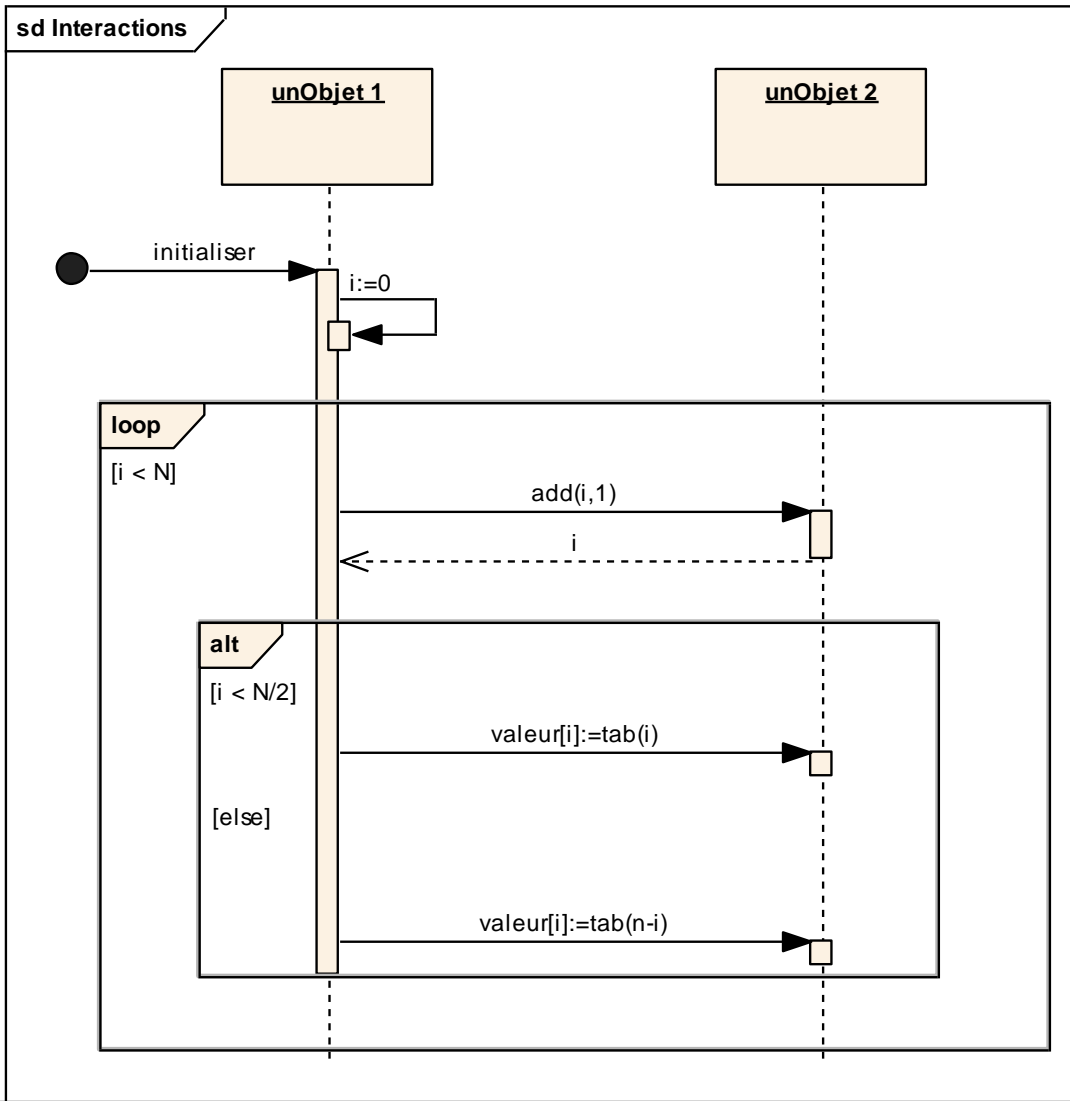 sd Interactions
unObjet 1
unObjet 2
initialiser
i:=0
loop
[i < N]
add(i,1)
i
alt
[i < N/2]
valeur[i]:=tab(i)
[else]
valeur[i]:=tab(n-i)